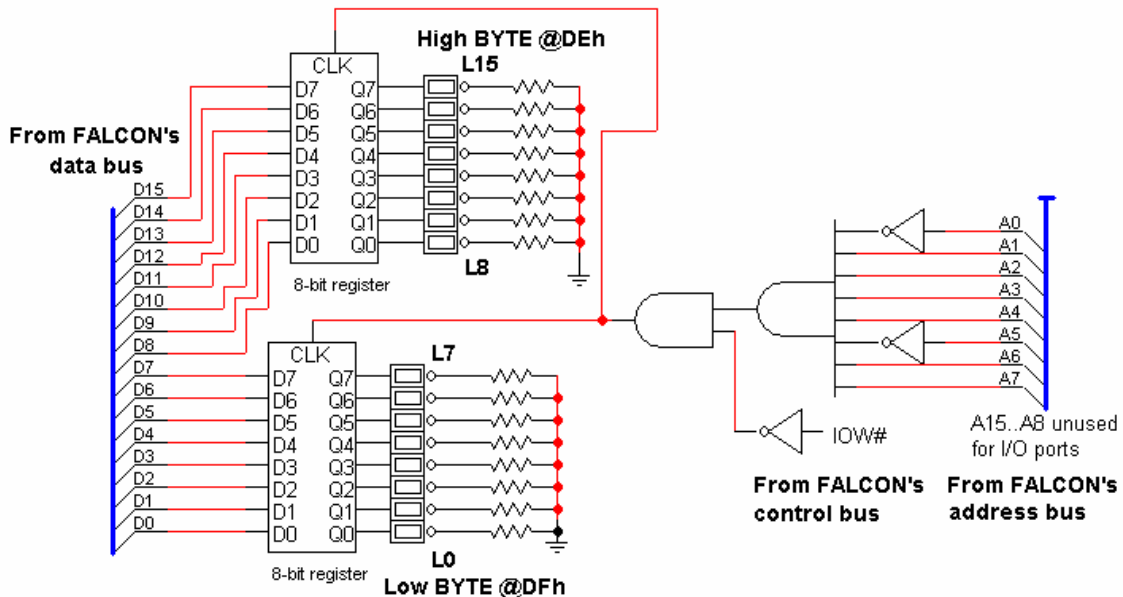 High BYTE @DEh
L15
CLK
D7 Q7
D6 Q6
D5 Q5
D4 Q4
D3 Q3
D2 Q2
D1 Q1
D0 Q0
L8
8-bit register
From FALCON's
data bus
D15
D14
D13
D12
D11
D10
D9
D8
D7
D6
D5
D4
D3
D2
D1
D0
CLK
L7
D7 Q7
D6 Q6
D5 Q5
D4 Q4
D3 Q3
D2 Q2
D1 Q1
D0 Q0
L0
8-bit register
Low BYTE @DFh
A0
A1
A2
A3
A4
A5
A6
A7
IOW#
A15..A8 unused
for I/O ports
From FALCON's
control bus
From FALCON's
address bus